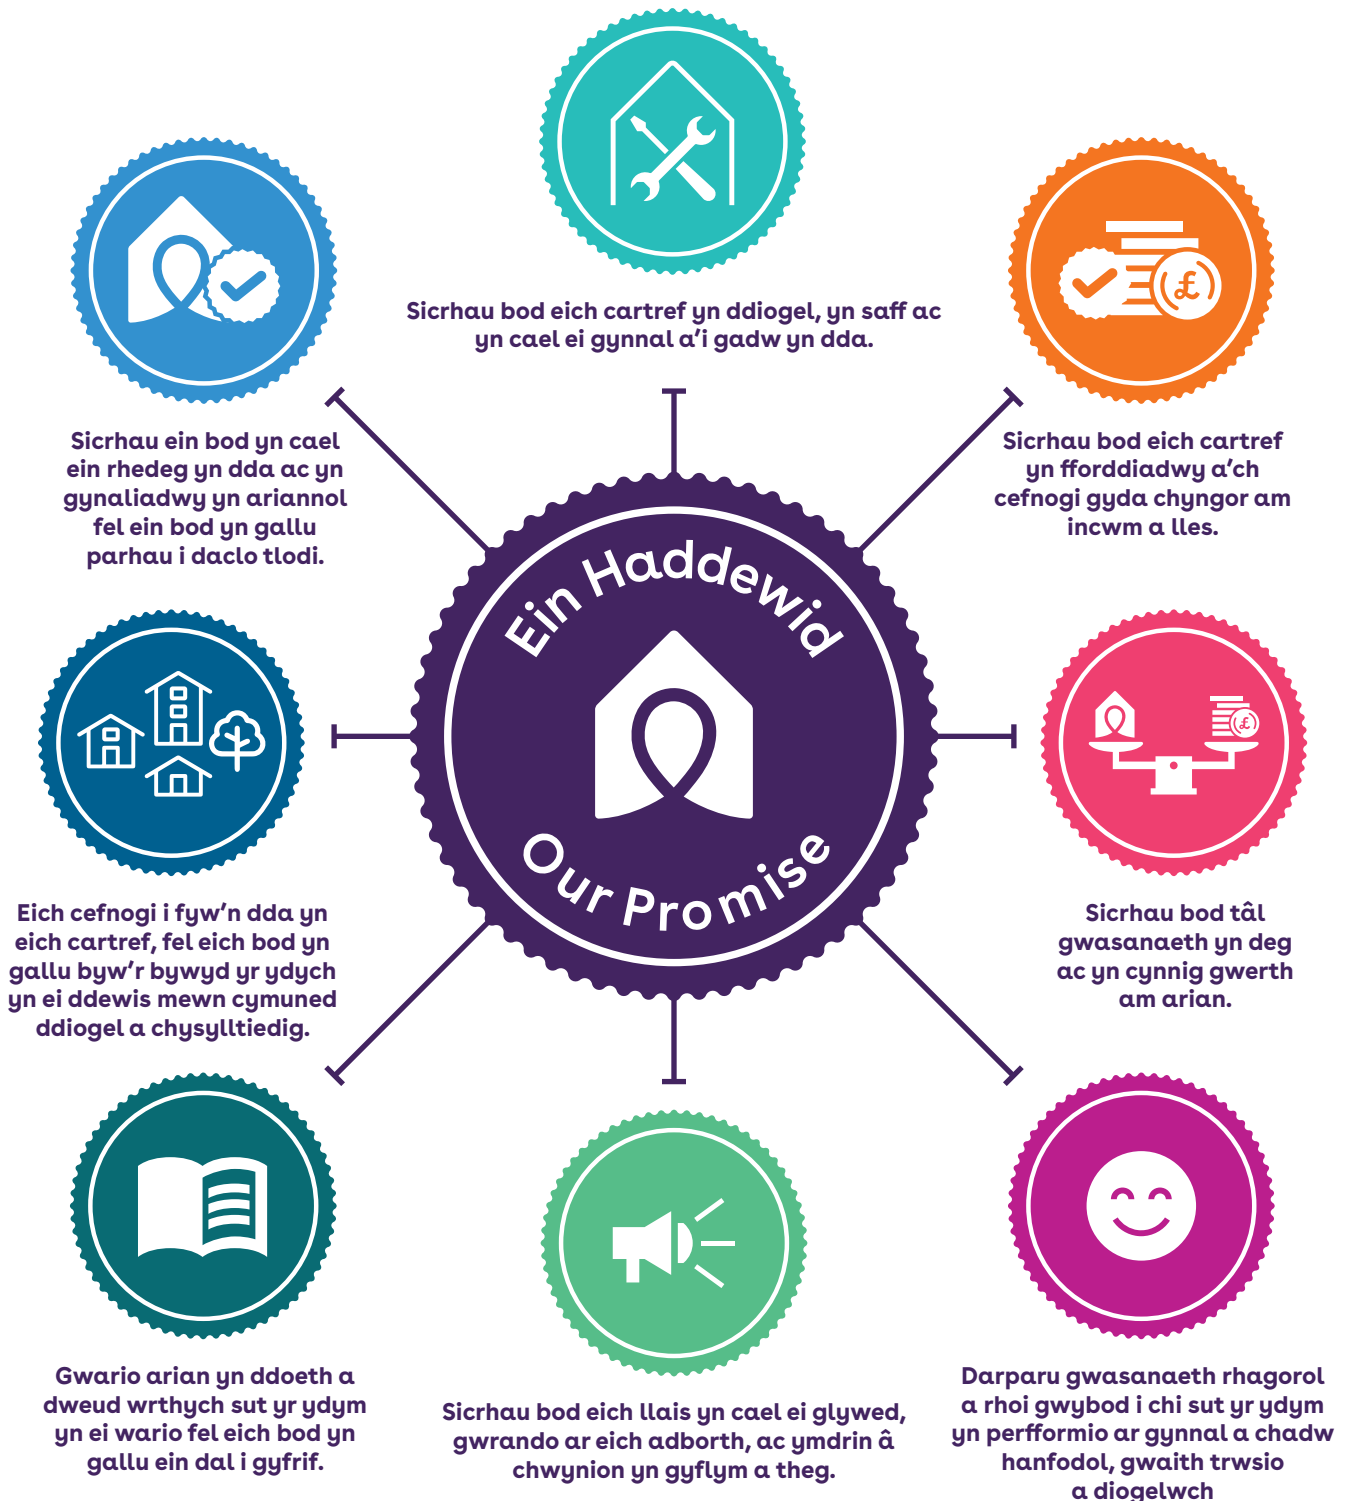 Sicrhau bod eich cartref yn ddiogel, yn saff ac
yn cael ei gynnal a'i gadw yn dda.
Sicrhau ein bod yn cael
ein rhedeg yn dda ac yn
gynaliadwy yn ariannol
fel ein bod yn gallu
parhau i daclo tlodi.
£
Sicrhau bod eich cartref
yn fforddiadwy a'ch
cefnogi gyda chyngor am
incwm a lles.
Ein Haddewid
Our Promise
Eich cefnogi i fyw'n dda yn
eich cartref, fel eich bod yn
gallu byw'r bywyd yr ydych
yn ei ddewis mewn cymuned
ddiogel a chysylltiedig.
£
Sicrhau bod tâl
gwasanaeth yn deg
ac yn cynnig gwerth
am arian.
Gwario arian yn ddoeth a
dweud wrthych sut yr ydym
yn ei wario fel eich bod yn
gallu ein dal i gyfrif.
Sicrhau bod eich llais yn cael ei glywed,
gwrando ar eich adborth, ac ymdrin â
chwynion yn gyflym a theg.
Darparu gwasanaeth rhagorol
a rhoi gwybod i chi sut yr ydym
yn perfformio ar gynnal a chadw
hanfodol, gwaith trwsio
a diogelwch